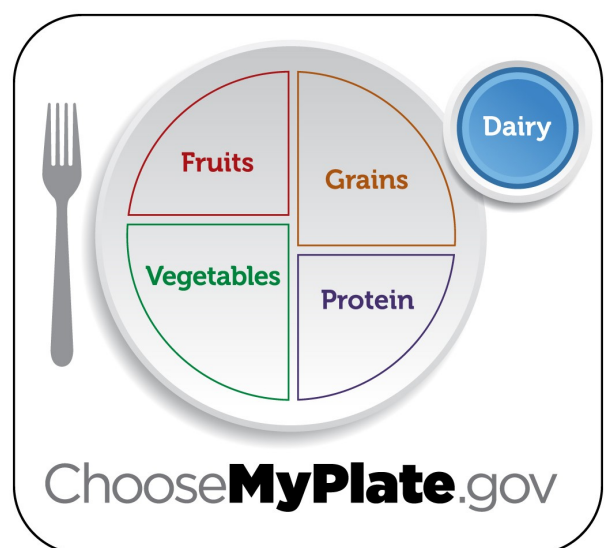 Dairy
Fruits
Grains
Vegetables
Protein
ChooseMyPlate.gov